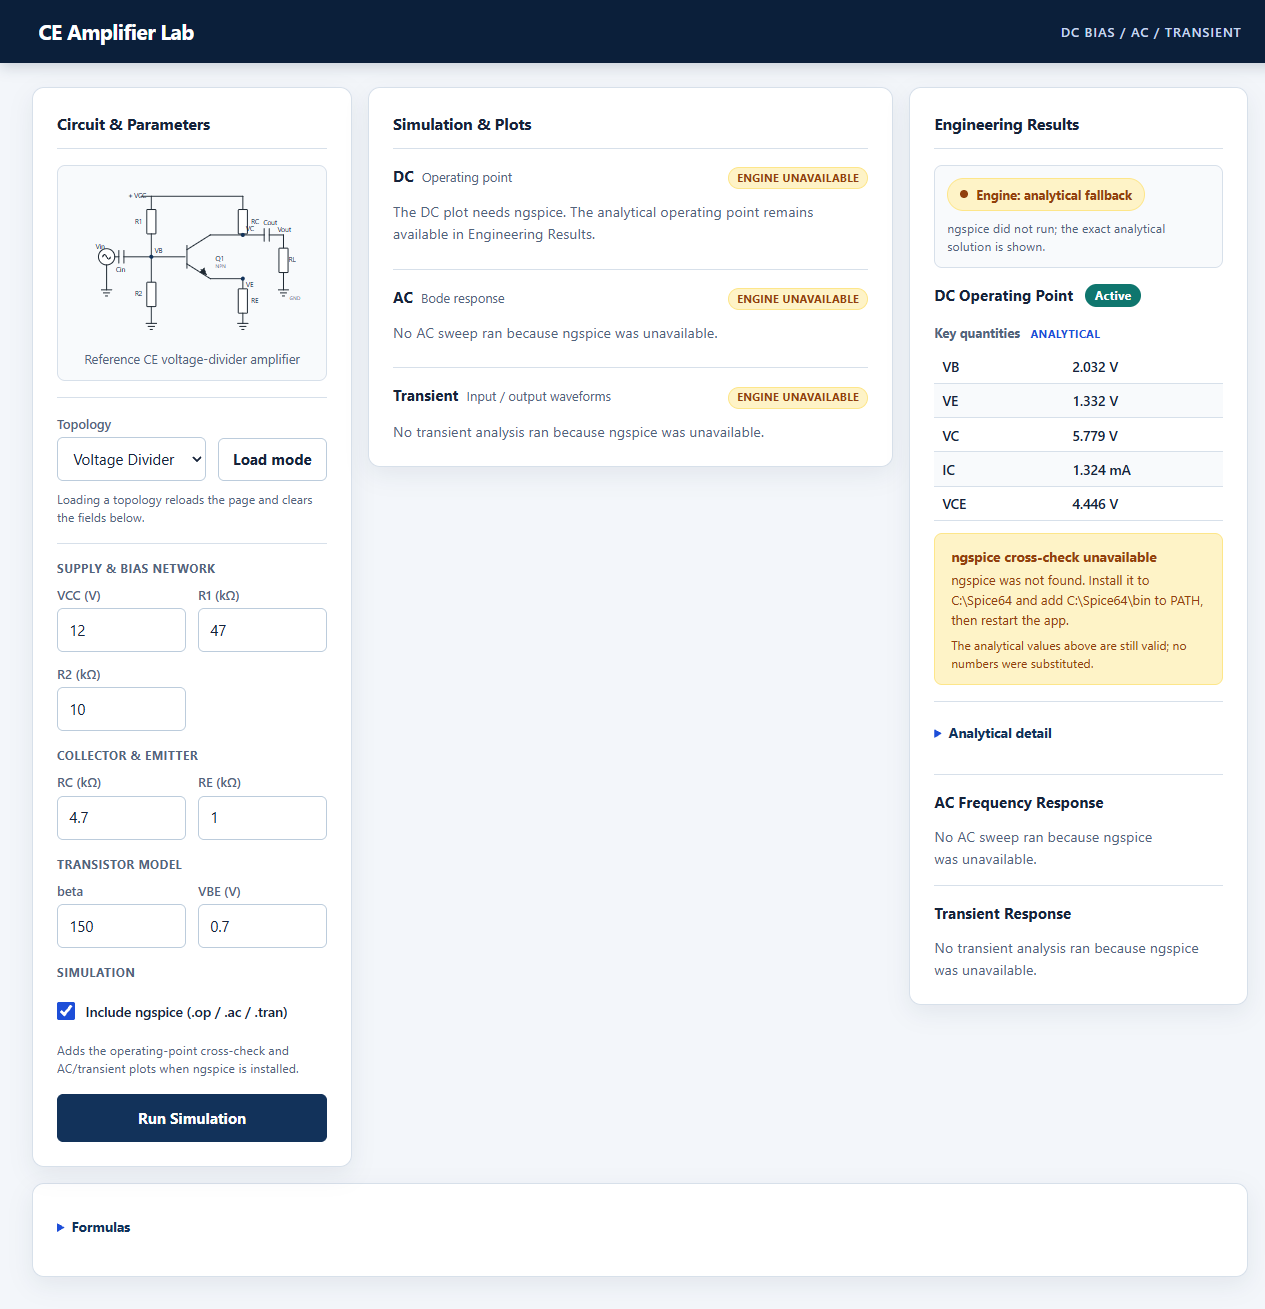 CE Amplifier Lab
DC BIAS / AC / TRANSIENT
Circuit & Parameters
+ VCC
R1
RC
Cout
VC
Vout
Vin
VB
Cin
Q1
NPN
RL
R2
VE
RE
GND
Reference CE voltage-divider amplifier
Topology
Voltage Divider
Load mode
Loading a topology reloads the page and clears
the fields below.
SUPPLY & BIAS NETWORK
VCC (V)
R1 (kΩ)
12
47
R2 (kΩ)
10
COLLECTOR & EMITTER
RC (kΩ)
RE (kΩ)
4.7
1
TRANSISTOR MODEL
beta
VBE (V)
150
0.7
SIMULATION
Include ngspice (.op / .ac / .tran)
Adds the operating-point cross-check and
AC/transient plots when ngspice is installed.
Run Simulation
Simulation & Plots
DC Operating point
ENGINE UNAVAILABLE
The DC plot needs ngspice. The analytical operating point remains
available in Engineering Results.
AC Bode response
ENGINE UNAVAILABLE
No AC sweep ran because ngspice was unavailable.
Transient Input / output waveforms
ENGINE UNAVAILABLE
No transient analysis ran because ngspice was unavailable.
Engineering Results
Engine: analytical fallback
ngspice did not run; the exact analytical
solution is shown.
DC Operating Point Active
Key quantities ANALYTICAL
VB 2.032 V
VE 1.332 V
VC 5.779 V
IC 1.324 mA
VCE 4.446 V
ngspice cross-check unavailable
ngspice was not found. Install it to
C:\Spice64 and add C:\Spice64\bin to PATH,
then restart the app.
The analytical values above are still valid; no
numbers were substituted.
Analytical detail
AC Frequency Response
No AC sweep ran because ngspice
was unavailable.
Transient Response
No transient analysis ran because ngspice
was unavailable.
Formulas